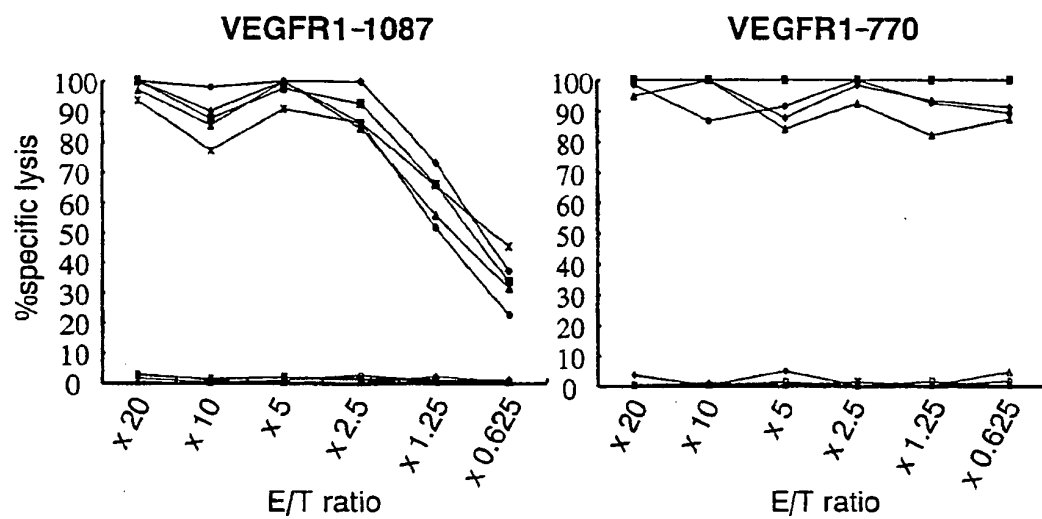 VEGFR1-1087
%specific lysis
100
90
80
70
60
50
40
30
20
10
0
x 20
x 10
x 5
x 2.5
x 1.25
x 0.625
E/T ratio
VEGFR1-770
100
90
80
70
60
50
40
30
20
10
0
x 20
x 10
x 5
x 2.5
x 1.25
x 0.625
E/T ratio